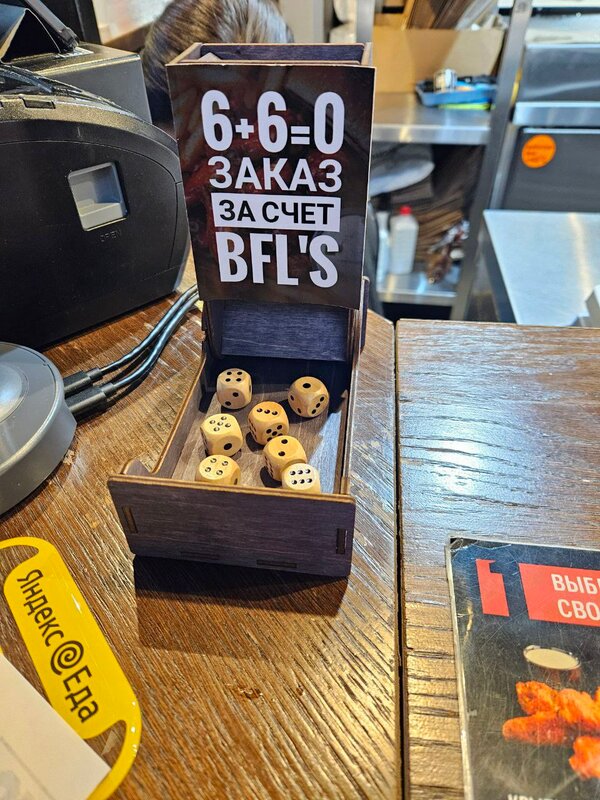 6+6=0
ЗАКАЗ
ЗА СЧЕТ
BFL'S
OPEN
Яндекс Еда